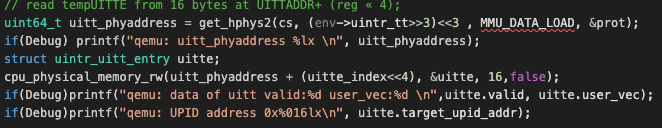 // read tempUITTE from 16 bytes at UITTADDR+ (reg « 4);
uint64_t uitt_phyaddress = get_hphys2(cs, (env->uintr_tt>>3)<<3 , MMU_DATA_LOAD, &prot);
if(Debug) printf("qemu: uitt_phyaddress %lx \n", uitt_phyaddress);
struct uintr_uitt_entry uitte;
cpu_physical_memory_rw(uitt_phyaddress + (uitte_index<<4), &uitte, 16,false);
if(Debug)printf("qemu: data of uitt valid:%d user_vec:%d \n",uitte.valid, uitte.user_vec);
if(Debug)printf("qemu: UPID address 0x%016lx\n", uitte.target_upid_addr);